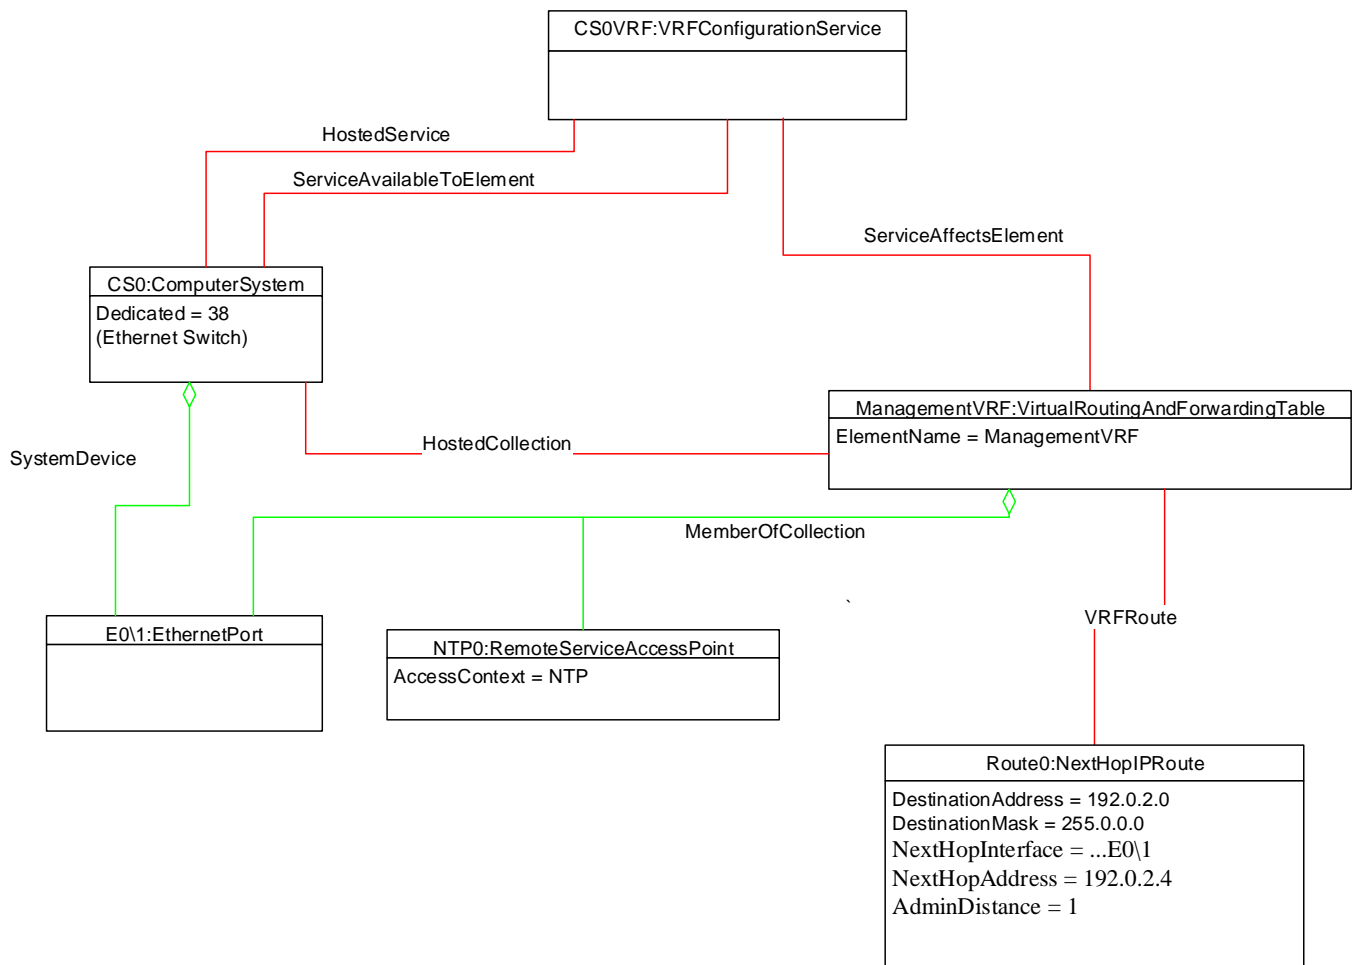 CS0VRF:VRFConfigurationService
HostedService
ServiceAvailableToElement
ServiceAffectsElement
CS0:ComputerSystem
Dedicated = 38
(Ethernet Switch)
ManagementVRF:VirtualRoutingAndForwardingTable
ElementName = ManagementVRF
HostedCollection
SystemDevice
MemberOfCollection
`
VRFRoute
E0\1:EthernetPort
NTP0:RemoteServiceAccessPoint
AccessContext = NTP
Route0:NextHopIPRoute
DestinationAddress = 192.0.2.0
DestinationMask = 255.0.0.0
NextHopInterface = ...E0\1
NextHopAddress = 192.0.2.4
AdminDistance = 1